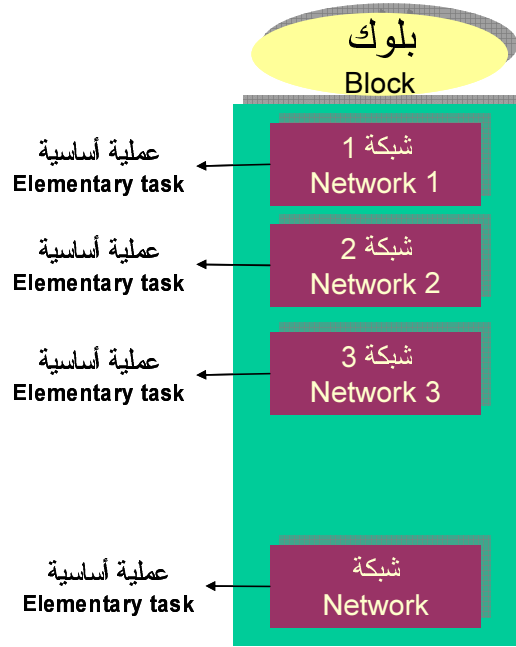 بلوك
Block
عملية أساسية
Elementary task
شبكة 1
Network 1
عملية أساسية
Elementary task
شبكة 2
Network 2
عملية أساسية
Elementary task
شبكة 3
Network 3
عملية أساسية
Elementary task
شبكة
Network